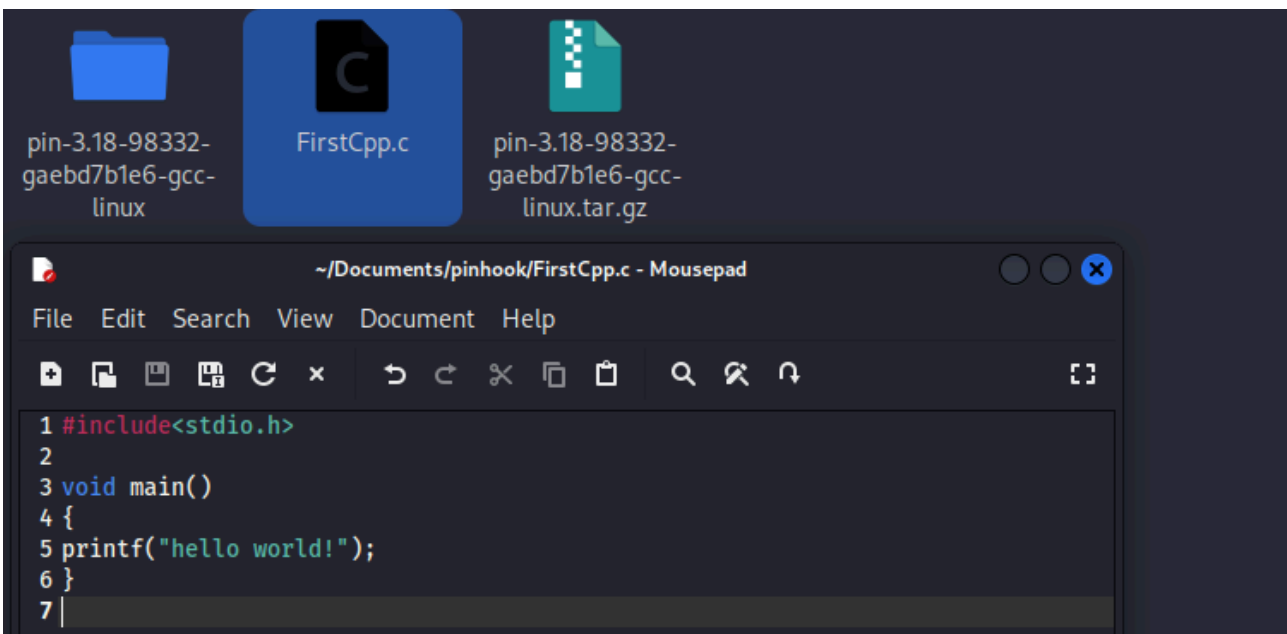 pin-3.18-98332-
gaebd7b1e6-gcc-
linux
FirstCpp.c
pin-3.18-98332-
gaebd7b1e6-gcc-
linux.tar.gz
~/Documents/pinhook/FirstCpp.c - Mousepad
File Edit Search View Document Help
1 #include<stdio.h>
2
3 void main()
4 {
5 printf("hello world!");
6 }
7